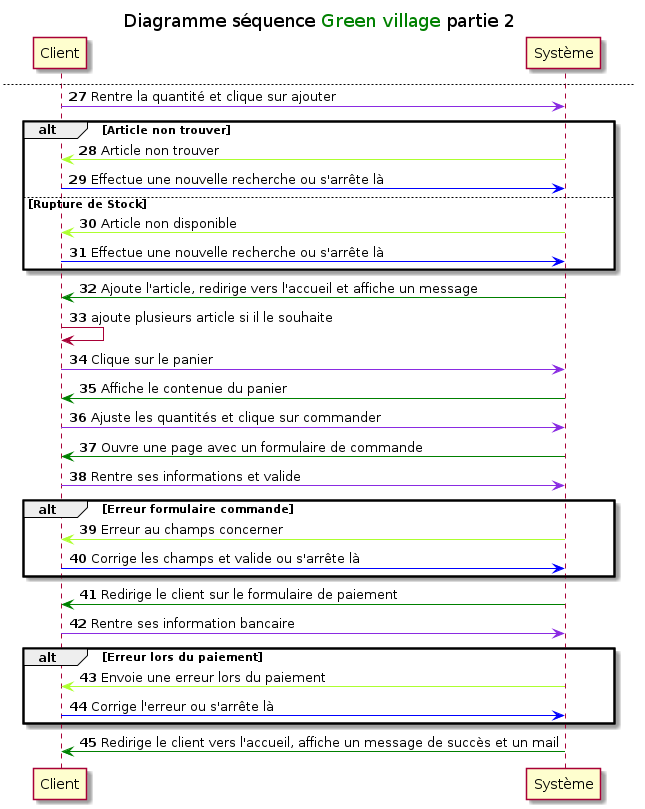 Diagramme séquence Green village partie 2
Client Système
27 Rentre la quantité et clique sur ajouter
alt [Article non trouver]
28 Article non trouver
29 Effectue une nouvelle recherche ou s'arrête là
[Rupture de Stock]
30 Article non disponible
31 Effectue une nouvelle recherche ou s'arrête là
32 Ajoute l'article, redirige vers l'accueil et affiche un message
33 ajoute plusieurs article si il le souhaite
34 Clique sur le panier
35 Affiche le contenue du panier
36 Ajuste les quantités et clique sur commander
37 Ouvre une page avec un formulaire de commande
38 Rentre ses informations et valide
alt [Erreur formulaire commande]
39 Erreur au champs concerner
40 Corrige les champs et valide ou s'arrête là
41 Redirige le client sur le formulaire de paiement
42 Rentre ses information bancaire
alt [Erreur lors du paiement]
43 Envoie une erreur lors du paiement
44 Corrige l'erreur ou s'arrête là
45 Redirige le client vers l'accueil, affiche un message de succès et un mail
Client Système